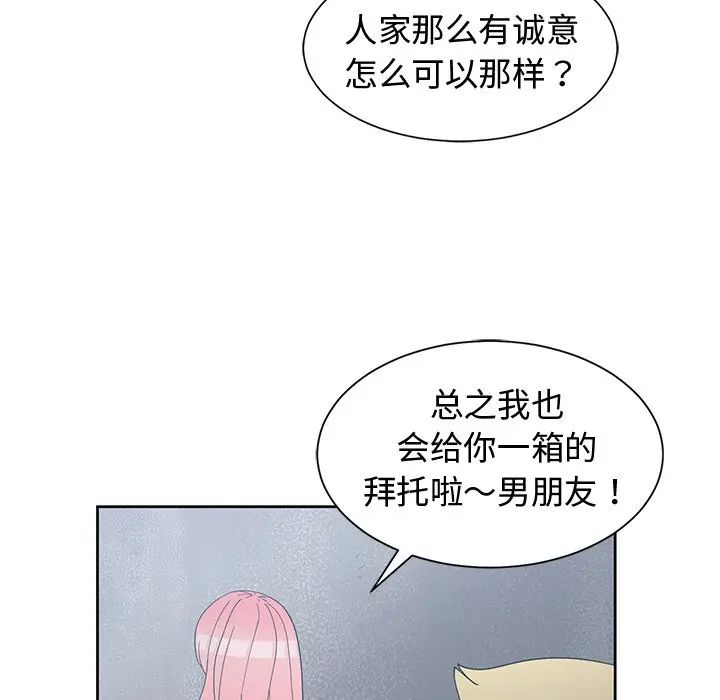 人家那么有诚意
怎么可以那样？
总之我也
会给你一箱的
拜托啦～男朋友！